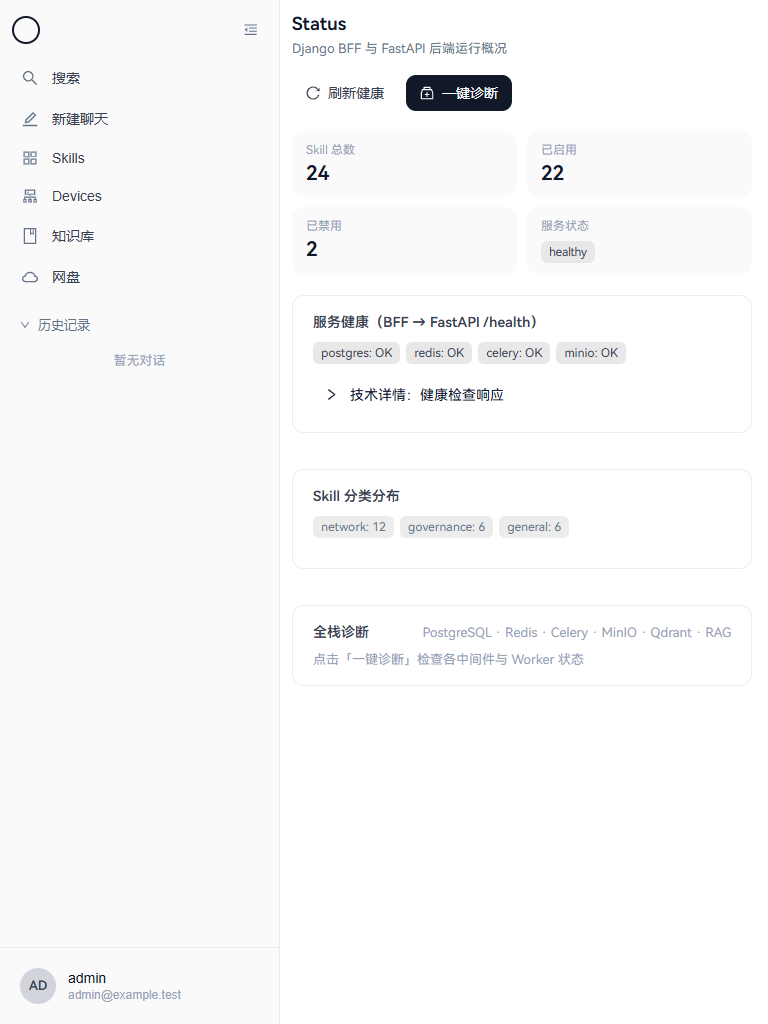 搜索
新建聊天
Skills
Devices
知识库
网盘
历史记录
暂无对话
AD
admin
admin@example.test
Status
Django BFF 与 FastAPI 后端运行概况
刷新健康
一键诊断
Skill 总数
24
已启用
22
已禁用
2
服务状态
healthy
服务健康（BFF → FastAPI /health）
postgres: OK redis: OK celery: OK minio: OK
技术详情：健康检查响应
Skill 分类分布
network: 12 governance: 6 general: 6
全栈诊断 PostgreSQL · Redis · Celery · MinIO · Qdrant · RAG
点击「一键诊断」检查各中间件与 Worker 状态